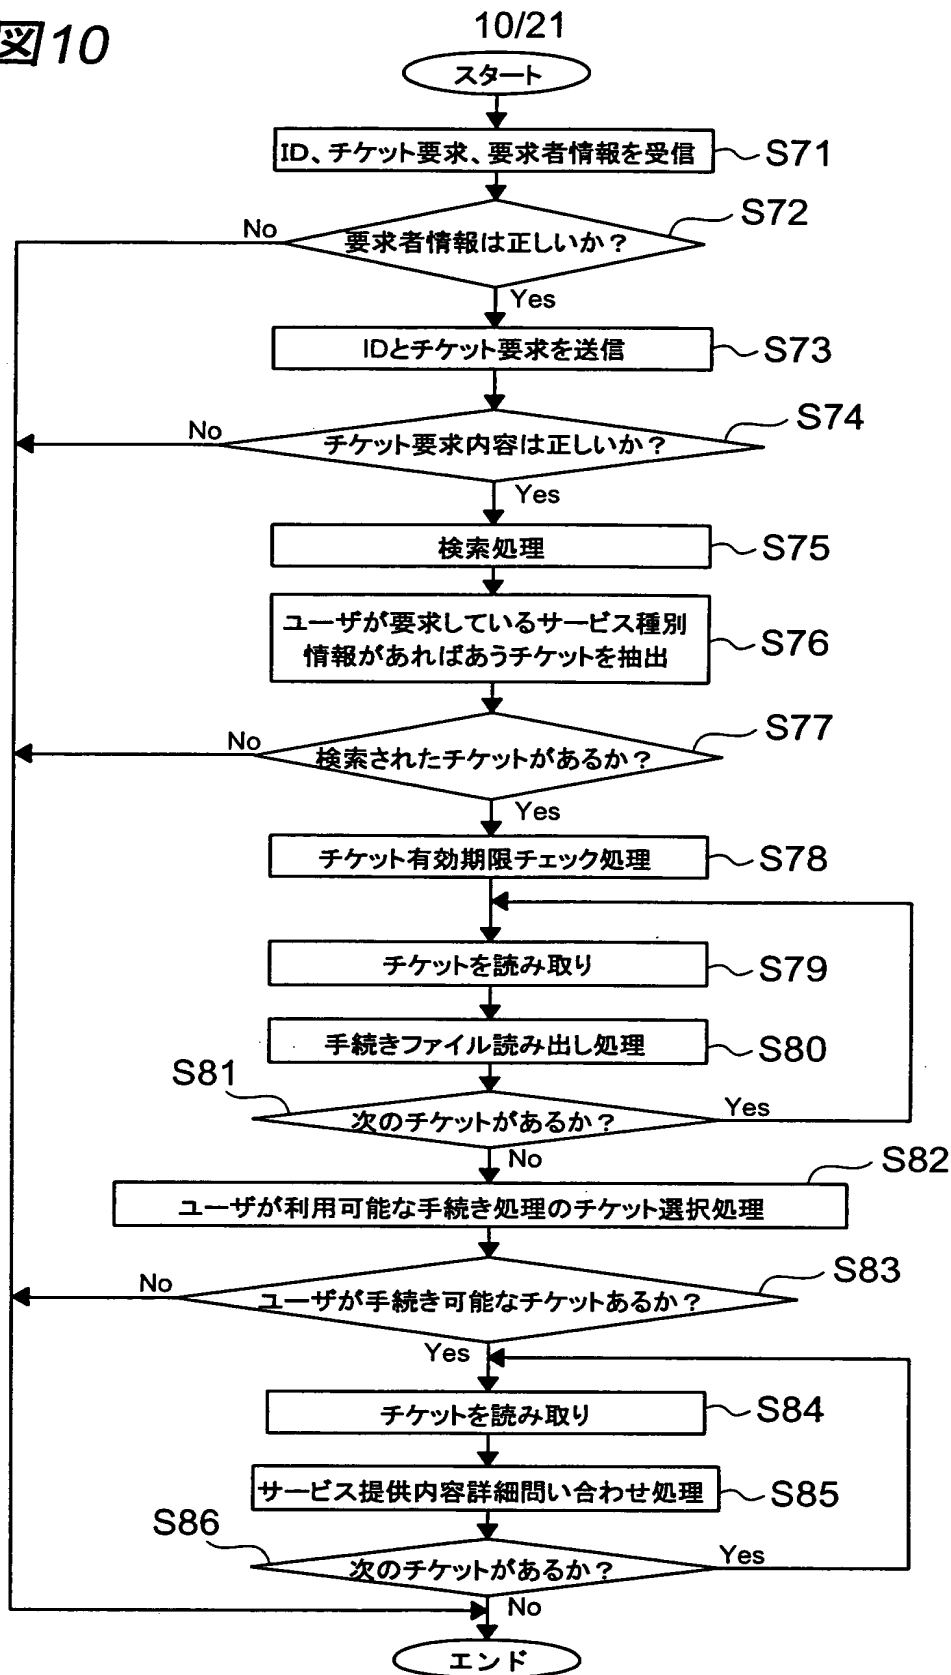 図10
10/21
スタート
ID、チケット要求、要求者情報を受信
S71
S72
No
要求者情報は正しいか？
Yes
IDとチケット要求を送信
S73
S74
No
チケット要求内容は正しいか？
Yes
検索処理
S75
ユーザが要求しているサービス種別
情報があればあうチケットを抽出
S76
S77
No
検索されたチケットがあるか？
Yes
チケット有効期限チェック処理
S78
チケットを読み取り
S79
手続きファイル読み出し処理
S80
S81
次のチケットがあるか？
Yes
No
S82
ユーザが利用可能な手続き処理のチケット選択処理
S83
No
ユーザが手続き可能なチケットあるか？
Yes
チケットを読み取り
S84
サービス提供内容詳細問い合わせ処理
S85
S86
次のチケットがあるか？
Yes
No
エンド